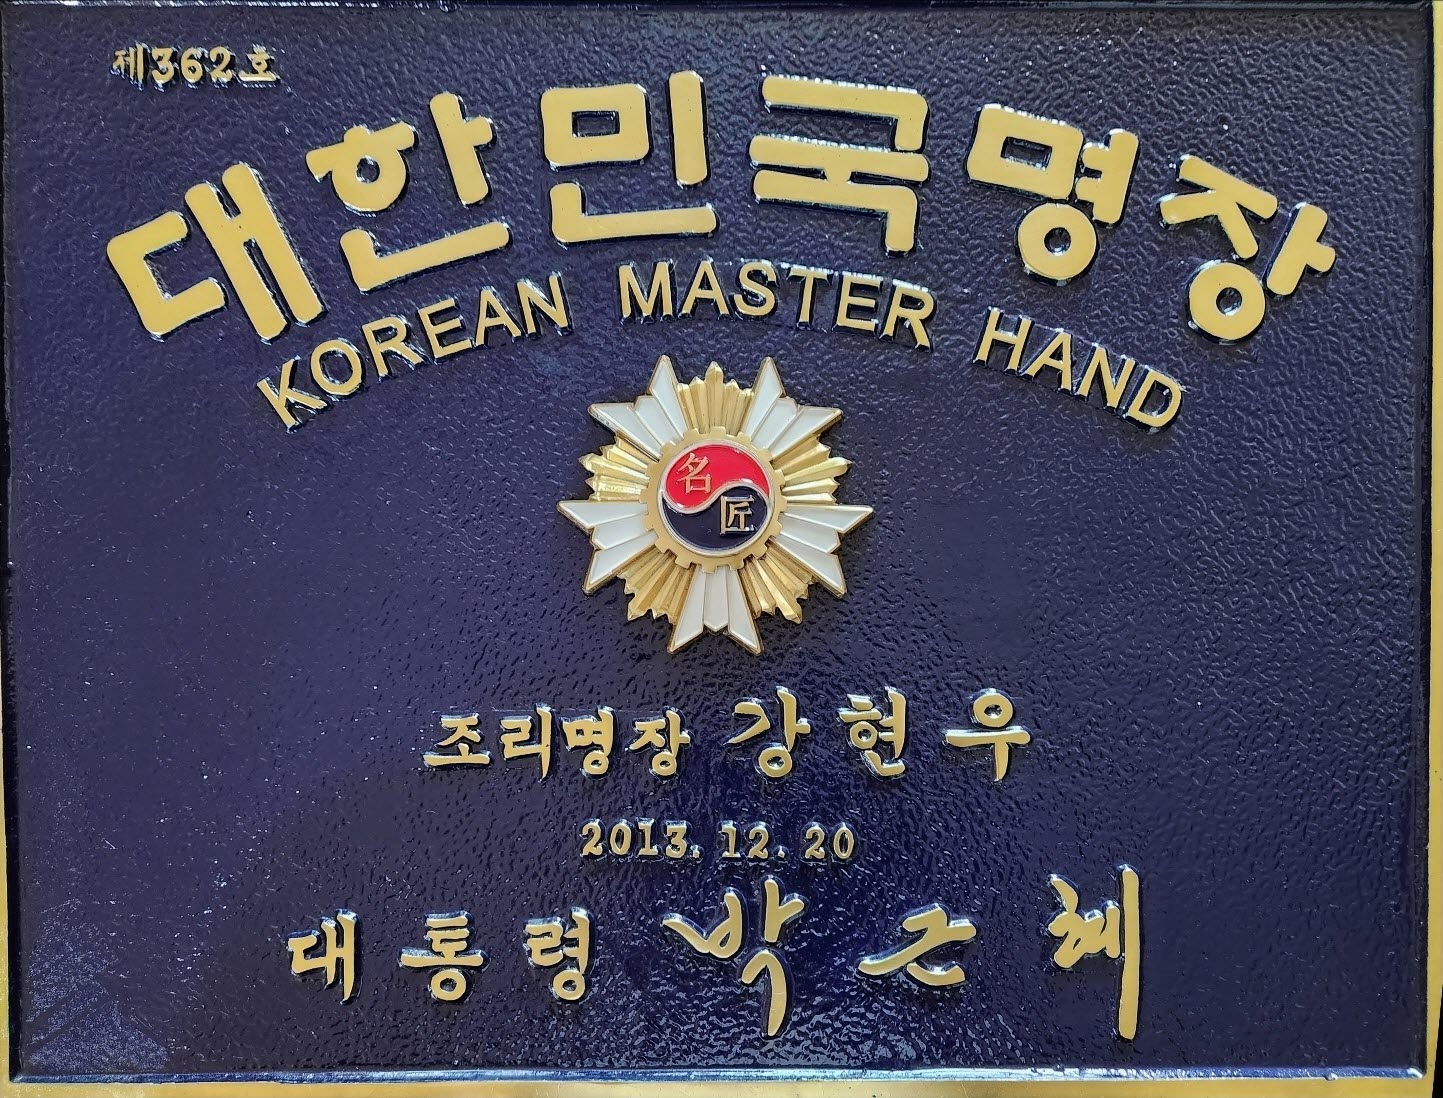 제362호
대한민국명장
KOREAN MASTER HAND
名
匠
조리명장 강현우
2013. 12. 20
대통령 박근혜